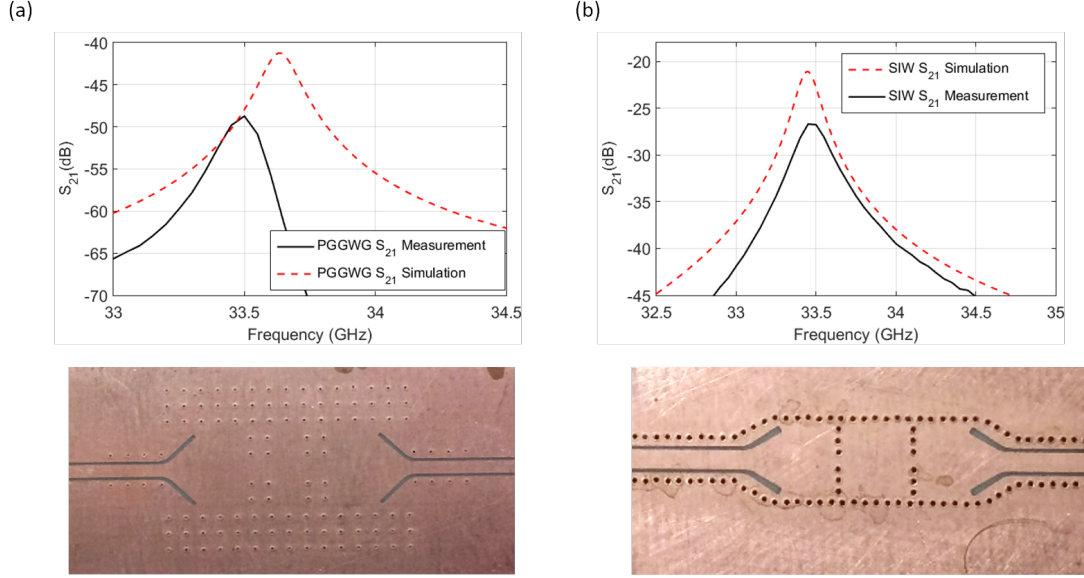 (a)
(b)
-40
-45
-50
-55
-60
-65
-70
S21(dB)
33
33.5
34
34.5
Frequency (GHz)
PGGWG S21 Measurement
PGGWG S21 Simulation
-20
-25
-30
-35
-40
-45
S21(dB)
32.5
33
33.5
34
34.5
35
Frequency (GHz)
SIW S21 Simulation
SIW S21 Measurement